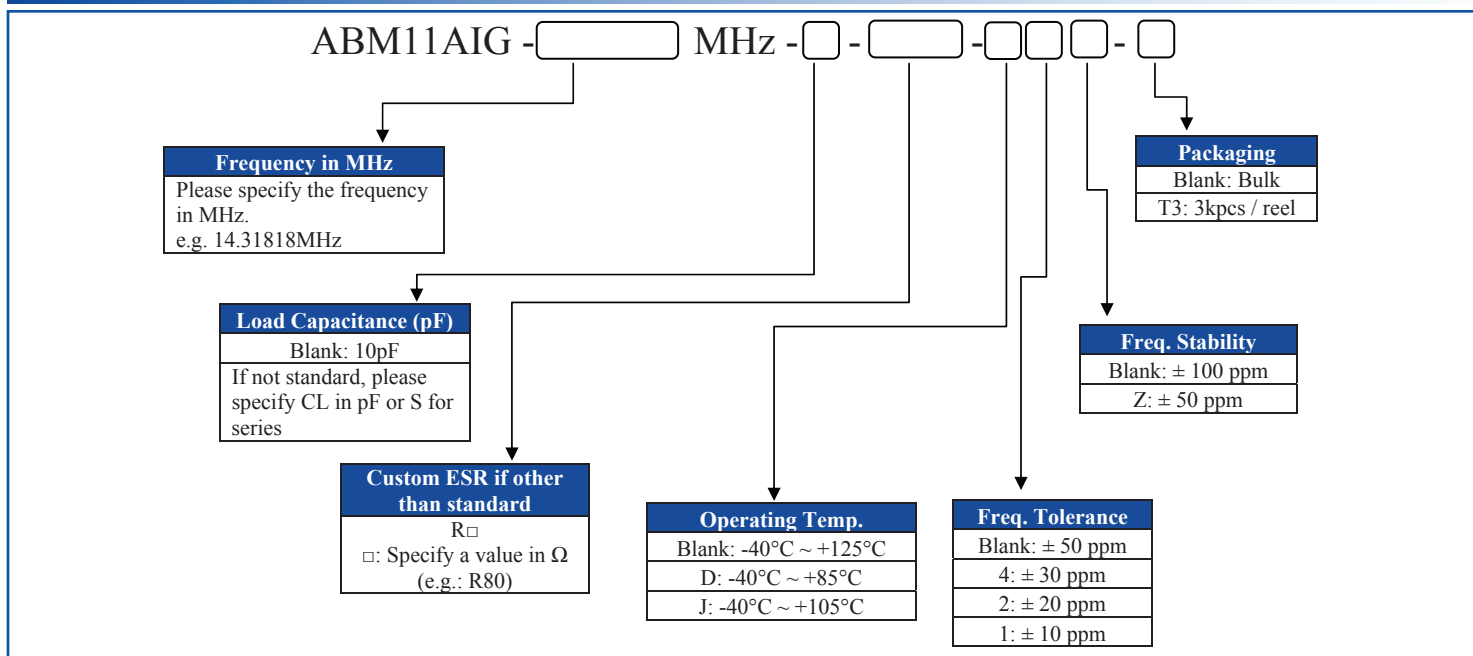 ABM11AIG - MHz - - - -
Frequency in MHz
Please specify the frequency
in MHz.
e.g. 14.31818MHz
Packaging
Blank: Bulk
T3: 3kpcs / reel
Load Capacitance (pF)
Blank: 10pF
If not standard, please
specify CL in pF or S for
series
Freq. Stability
Blank: ± 100 ppm
Z: ± 50 ppm
Custom ESR if other
than standard
R□
□: Specify a value in Ω
(e.g.: R80)
Operating Temp.
Blank: -40°C ~ +125°C
D: -40°C ~ +85°C
J: -40°C ~ +105°C
Freq. Tolerance
Blank: ± 50 ppm
4: ± 30 ppm
2: ± 20 ppm
1: ± 10 ppm